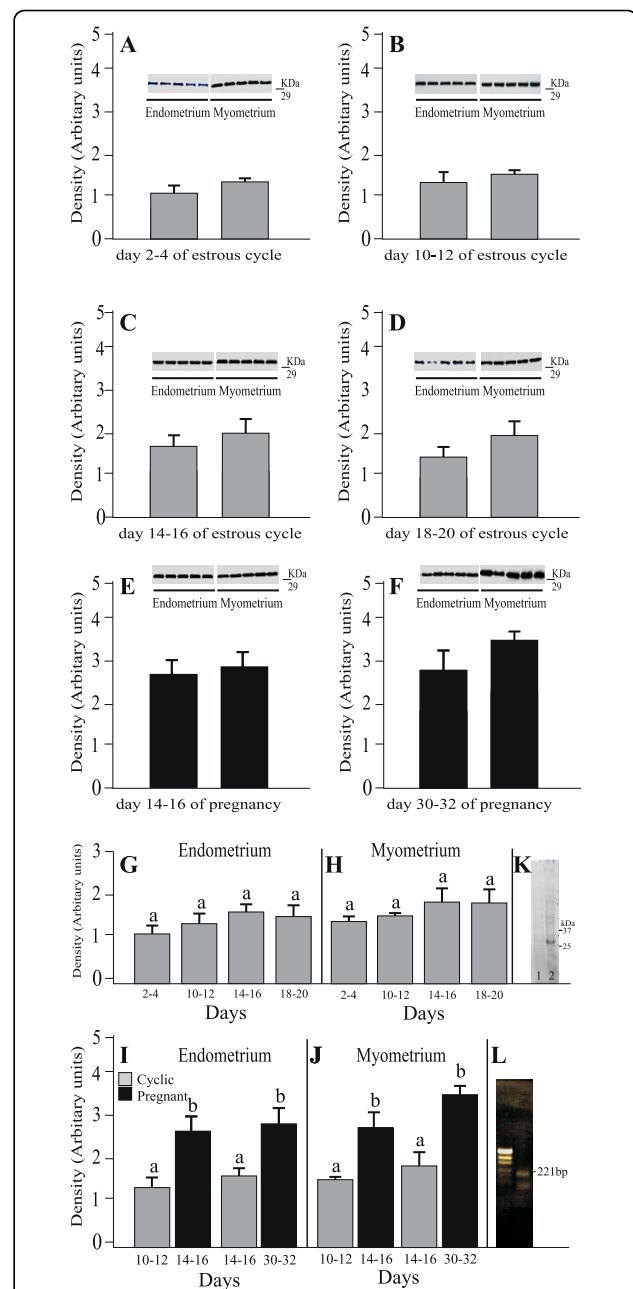 A
B
5
4
3
2
1
0
Density (Arbitary units)
KDa
29
Endometrium Myometrium
day 2-4 of estrous cycle
5
4
3
2
1
0
Density (Arbitary units)
KDa
29
Endometrium Myometrium
day 10-12 of estrous cycle
C
D
5
4
3
2
1
0
Density (Arbitary units)
KDa
29
Endometrium Myometrium
day 14-16 of estrous cycle
5
4
3
2
1
0
Density (Arbitary units)
KDa
29
Endometrium Myometrium
day 18-20 of estrous cycle
E
F
5
4
3
2
1
0
Density (Arbitary units)
KDa
29
Endometrium Myometrium
day 14-16 of pregnancy
5
4
3
2
1
0
Density (Arbitary units)
KDa
29
Endometrium Myometrium
day 30-32 of pregnancy
G Endometrium
H Myometrium
K
3
2
1
0
Density (Arbitary units)
a a a a
a a a a
2-4 10-12 14-16 18-20
2-4 10-12 14-16 18-20
Days
Days
kDa
37
25
1 2
I Endometrium
J Myometrium
L
Cyclic
Pregnant
5
4
3
2
1
0
Density (Arbitary units)
a b a b
a b a b
10-12 14-16 14-16 30-32
10-12 14-16 14-16 30-32
Days
Days
221bp